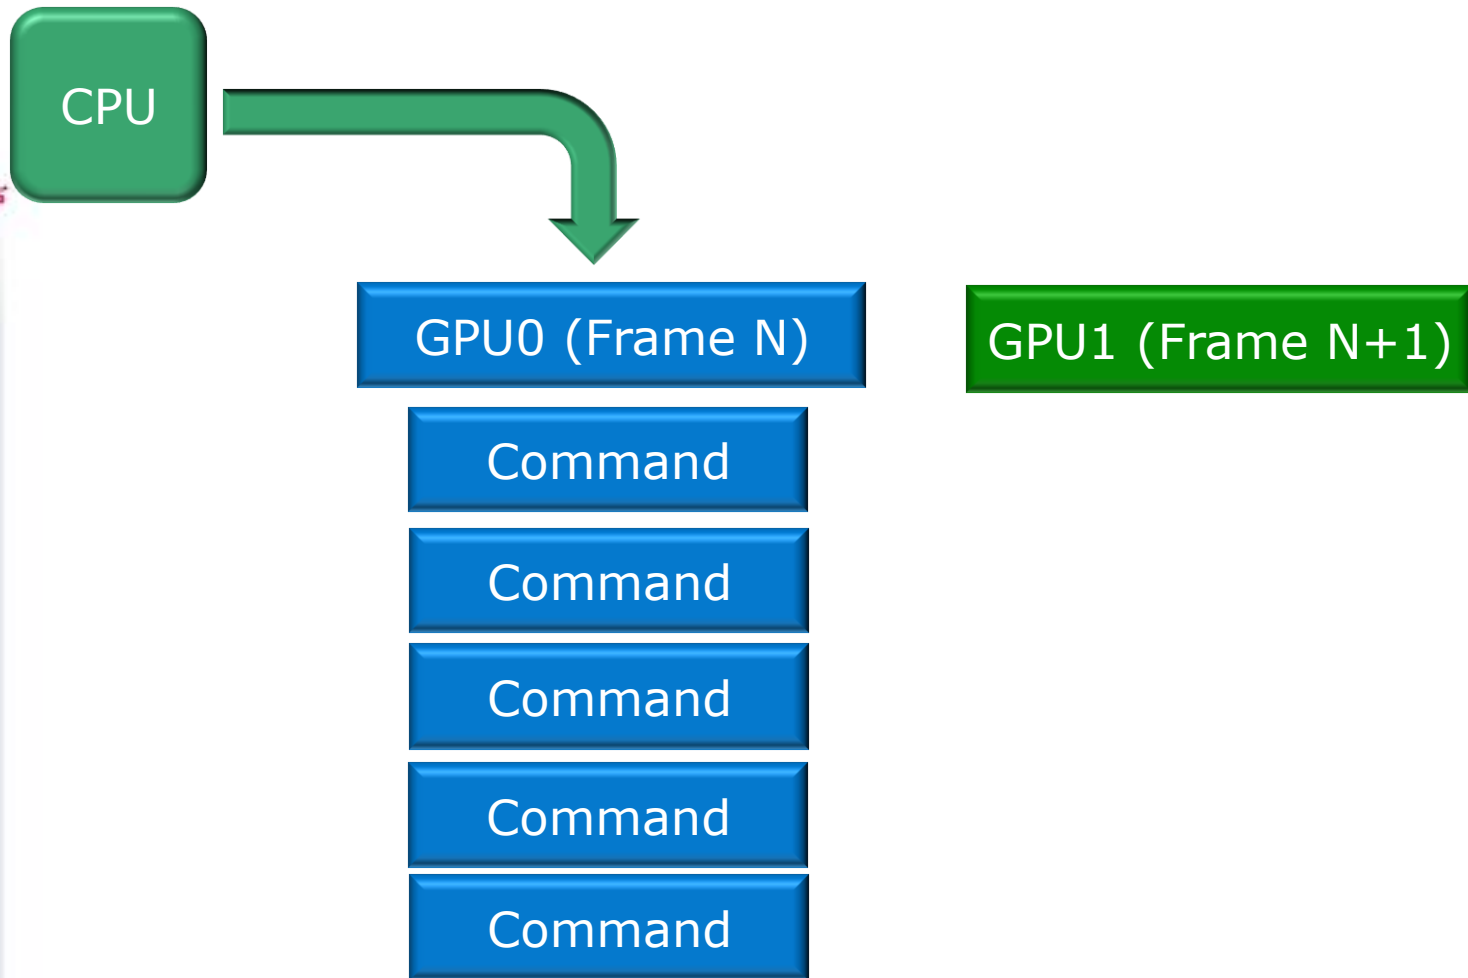 CPU
GPU0 (Frame N)
GPU1 (Frame N+1)
Command
Command
Command
Command
Command